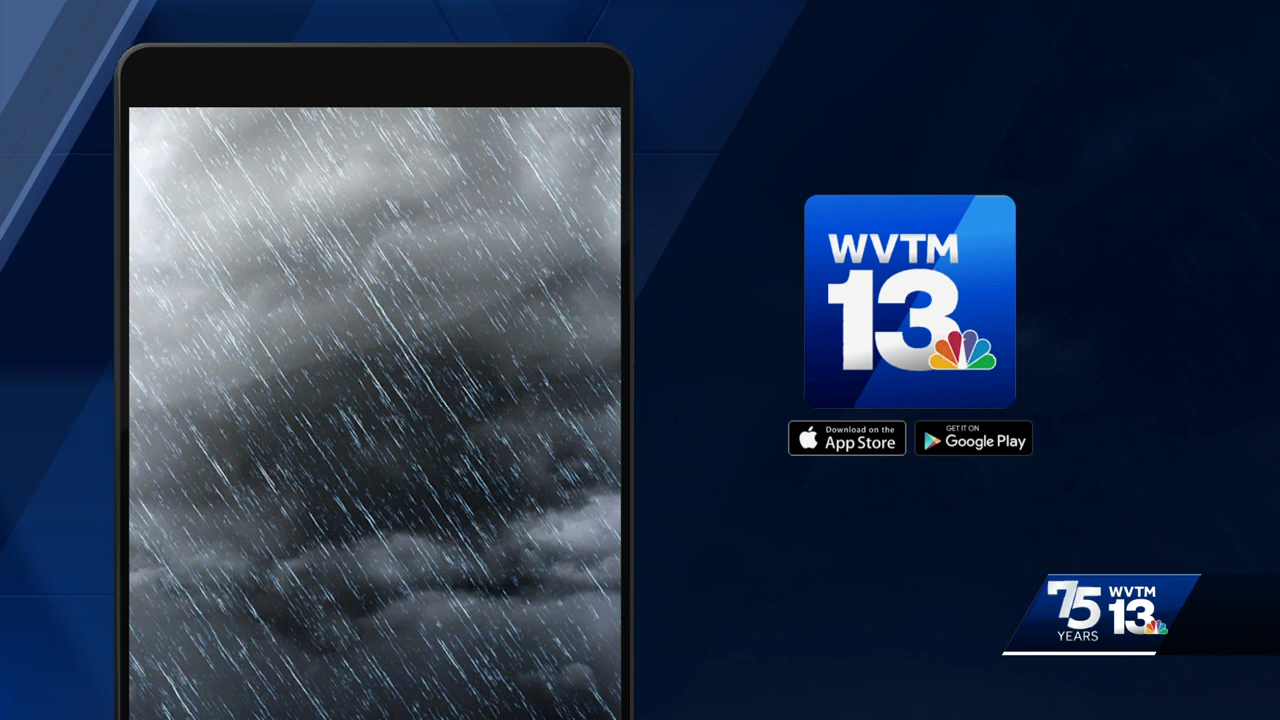 WVTM
13
Download on the
App Store
GET IT ON
Google Play
75
YEARS
WVTM
13